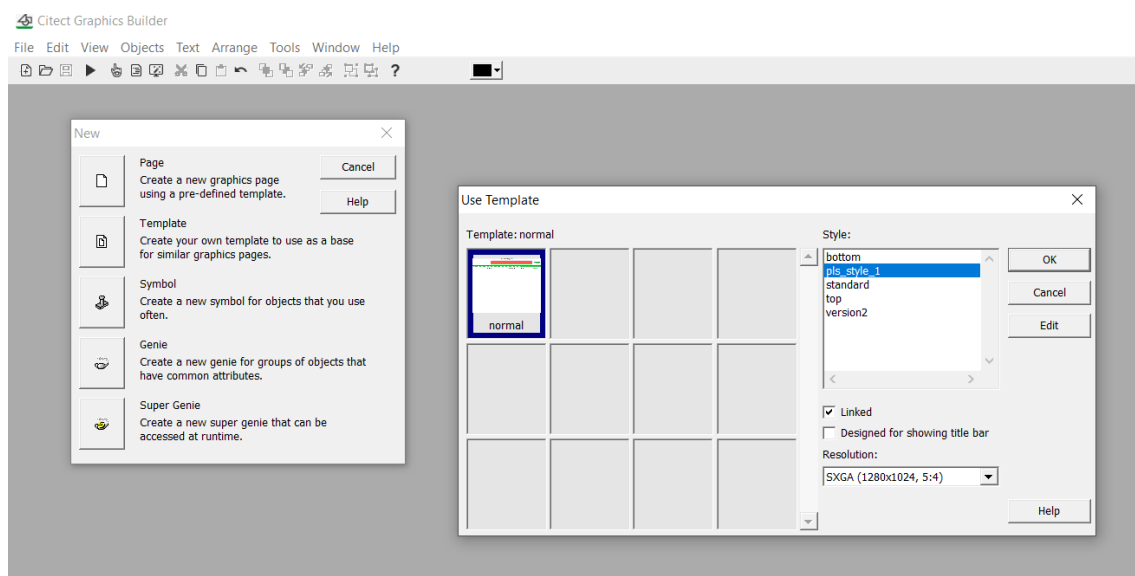 Citect Graphics Builder
File Edit View Objects Text Arrange Tools Window Help
?
New
Page
Create a new graphics page
using a pre-defined template.
Cancel
Help
Template
Create your own template to use as a base
for similar graphics pages.
Symbol
Create a new symbol for objects that you use
often.
Genie
Create a new genie for groups of objects that
have common attributes.
Super Genie
Create a new super genie that can be
accessed at runtime.
Use Template
Template: normal
normal
Style:
bottom
pls_style_1
standard
top
version2
OK
Cancel
Edit
Linked
Designed for showing title bar
Resolution:
SXGA (1280x1024, 5:4)
Help